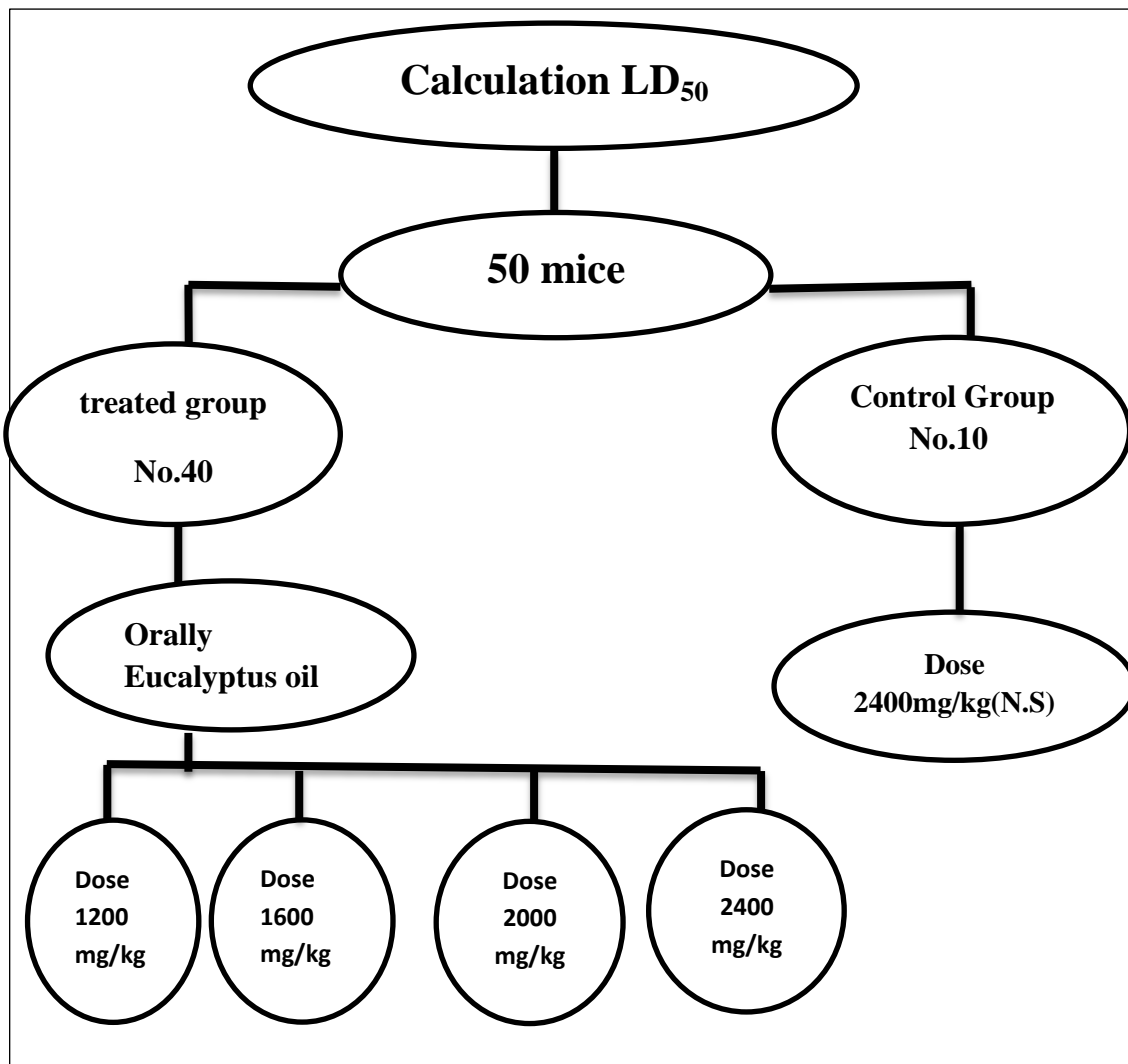 Calculation LD₅₀
50 mice
treated group
No.40
Control Group
No.10
Orally
Eucalyptus oil
Dose
2400mg/kg(N.S)
Dose
1200
mg/kg
Dose
1600
mg/kg
Dose
2000
mg/kg
Dose
2400
mg/kg